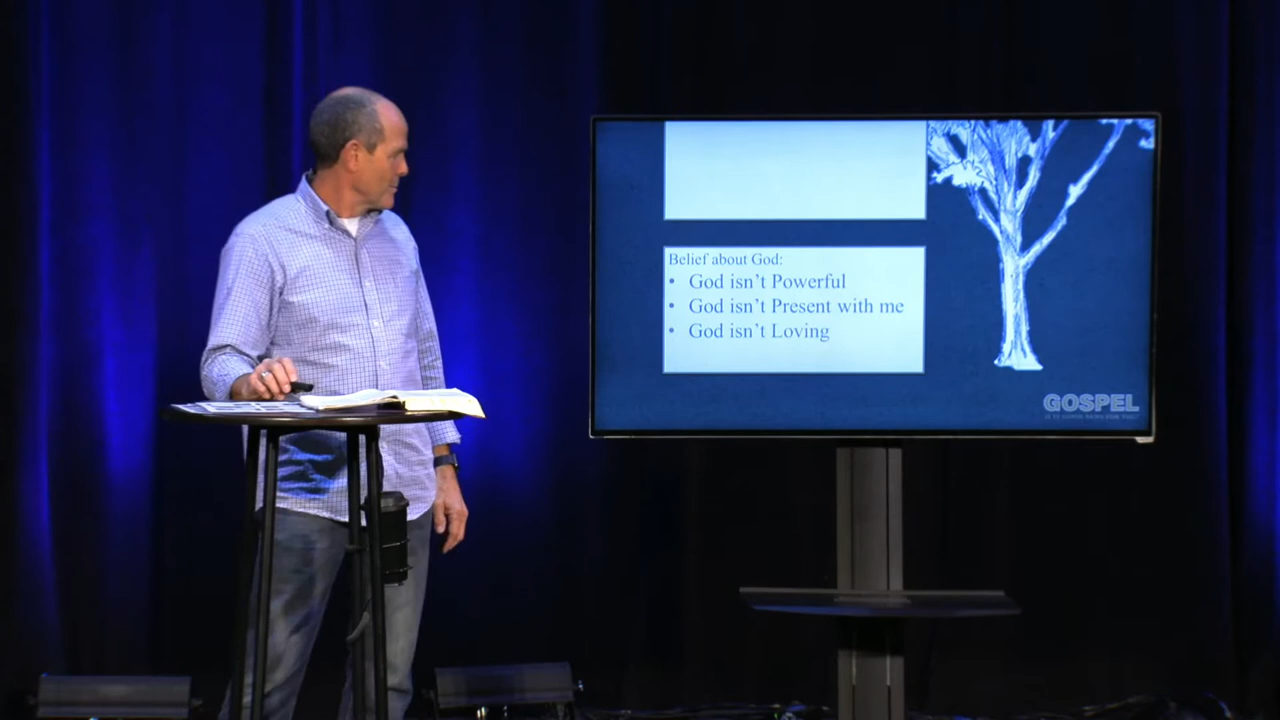 Belief about God:
• God isn’t Powerful
• God isn’t Present with me
• God isn’t Loving
GOSPEL